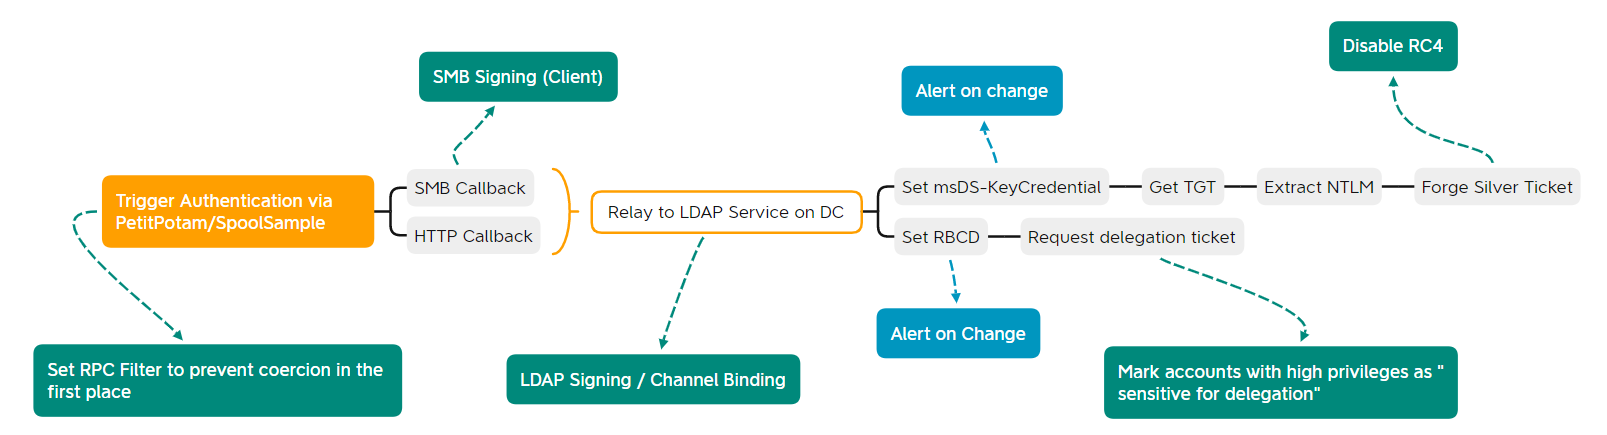 Disable RC4
SMB Signing (Client)
Alert on change
Trigger Authentication via
PetitPotam/SpoolSample
SMB Callback
HTTP Callback
Relay to LDAP Service on DC
Set msDS-KeyCredential
Get TGT
Extract NTLM
Forge Silver Ticket
Set RBCD
Request delegation ticket
Alert on Change
Set RPC Filter to prevent coercion in the
first place
LDAP Signing / Channel Binding
Mark accounts with high privileges as "
sensitive for delegation"